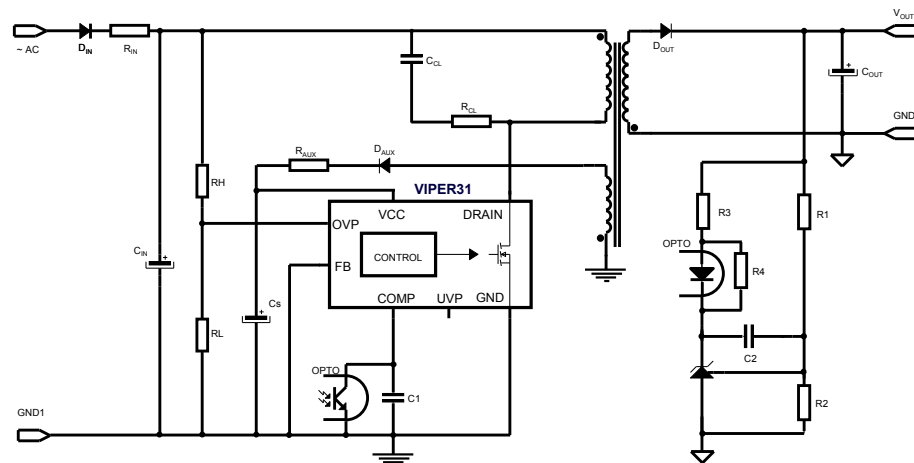 ~ AC
DIN
RIN
CCL
RCL
DOUT
VOUT
COUT
GND
RAUX
DAUX
VIPER31
RH
VCC
DRAIN
OVP
R3
R1
OPTO
CONTROL
FB
CIN
R4
Cs
COMP
UVP
GND
RL
C2
OPTO
C1
R2
GND1